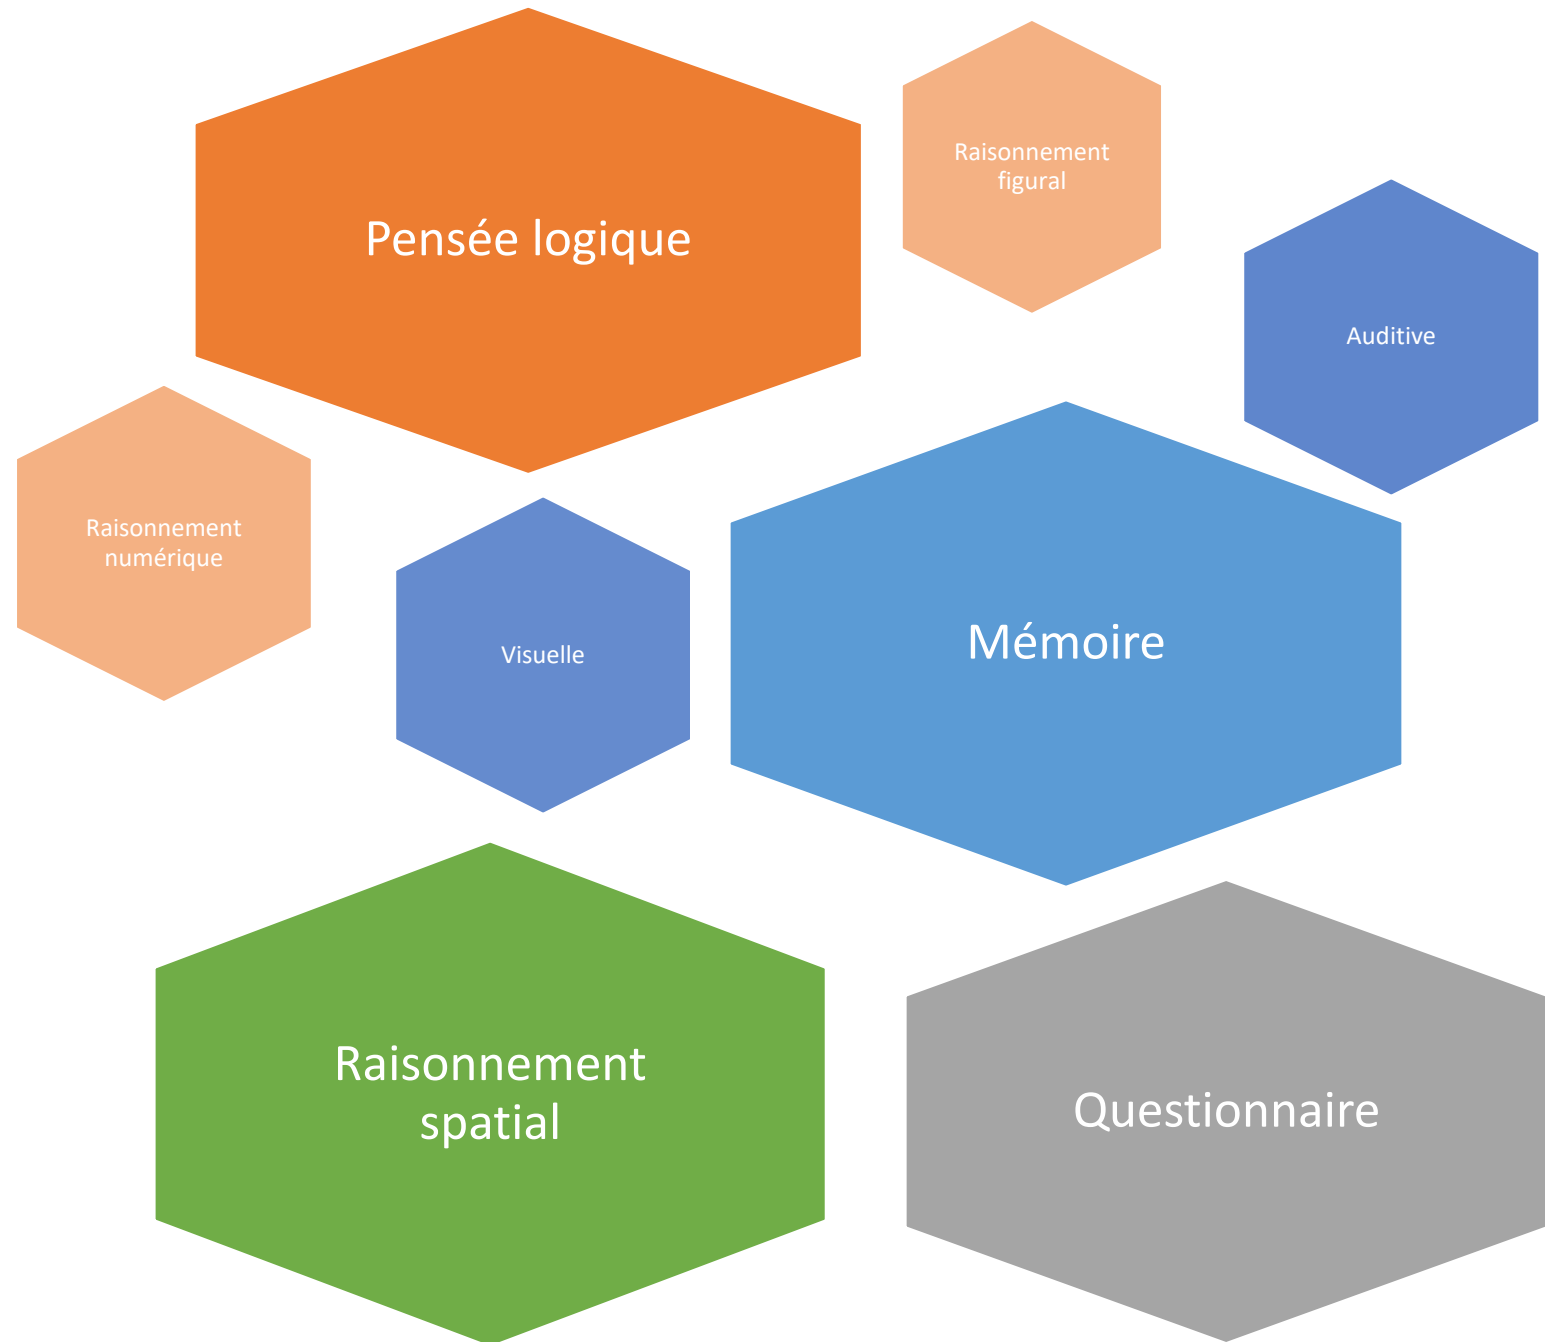 Pensée logique
Raisonnement
figural
Auditive
Raisonnement
numérique
Visuelle
Mémoire
Raisonnement
spatial
Questionnaire